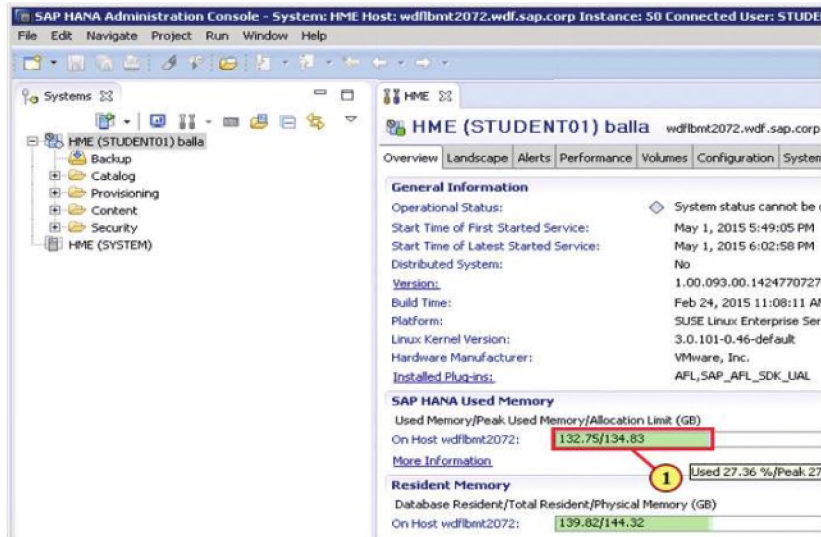 SAP HANA Administration Console - System: HME Host: wdflbmt2072.wdf.sap.corp Instance: 50 Connected User: STUDE
File Edit Navigate Project Run Window Help
Systems
HME (STUDENT01) balla
Backup
Catalog
Provisioning
Content
Security
HME (SYSTEM)
HME
HME (STUDENT01) balla wdflbmt2072.wdf.sap.corp
Overview Landscape Alerts Performance Volumes Configuration System
General Information
Operational Status: System status cannot be
Start Time of First Started Service: May 1, 2015 5:49:05 PM
Start Time of Latest Started Service: May 1, 2015 6:02:58 PM
Distributed System: No
Version: 1.00.093.00.1424770727
Build Time: Feb 24, 2015 11:08:11 AM
Platform: SUSE Linux Enterprise Ser
Linux Kernel Version: 3.0.101-0.46-default
Hardware Manufacturer: VMware, Inc.
Installed Plug-ins: AFL,SAP_AFL_SDK_UAL
SAP HANA Used Memory
Used Memory/Peak Used Memory/Allocation Limit (GB)
On Host wdflbmt2072: 132.75/134.83
More Information
1
Used 27.36 %/Peak 27
Resident Memory
Database Resident/Total Resident/Physical Memory (GB)
On Host wdflbmt2072: 139.82/144.32